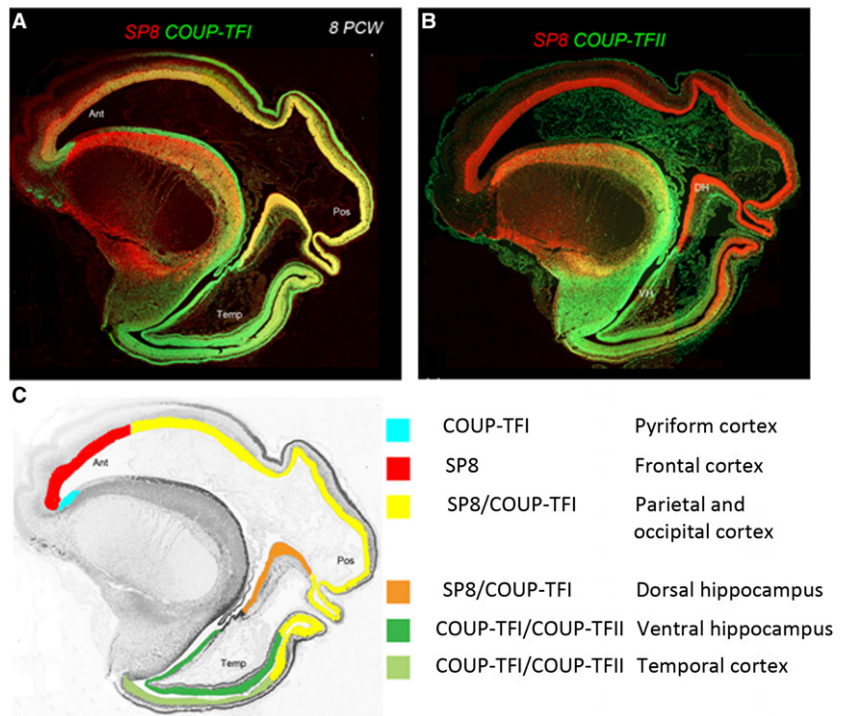 A
SP8 COUP-TFI
8 PCW
Ant
Pos
Temp
B
SP8 COUP-TFII
DH
VH
C
Ant
Pos
Temp
COUP-TFI Pyriform cortex
SP8 Frontal cortex
SP8/COUP-TFI Parietal and
occipital cortex
SP8/COUP-TFI Dorsal hippocampus
COUP-TFI/COUP-TFII Ventral hippocampus
COUP-TFI/COUP-TFII Temporal cortex